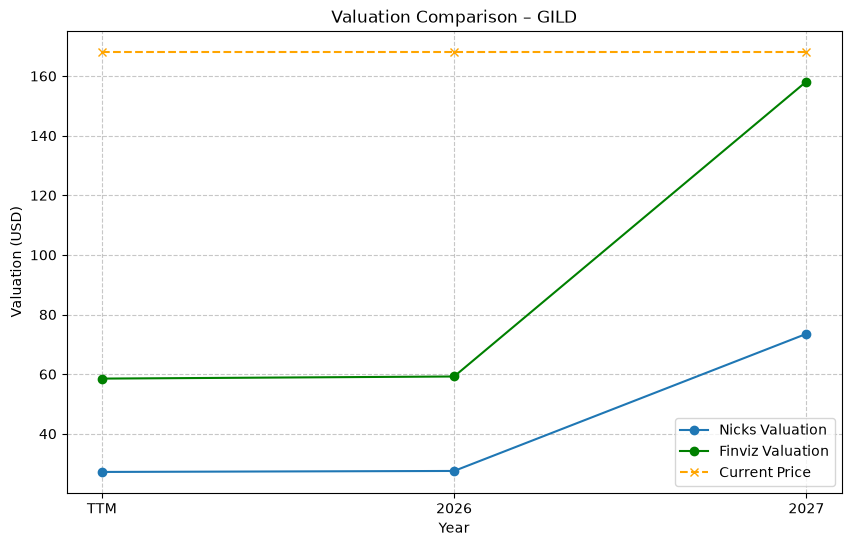 Valuation Comparison – GILD
Valuation (USD)
160
140
120
100
80
60
40
TTM
2026
2027
Year
Nicks Valuation
Finviz Valuation
Current Price